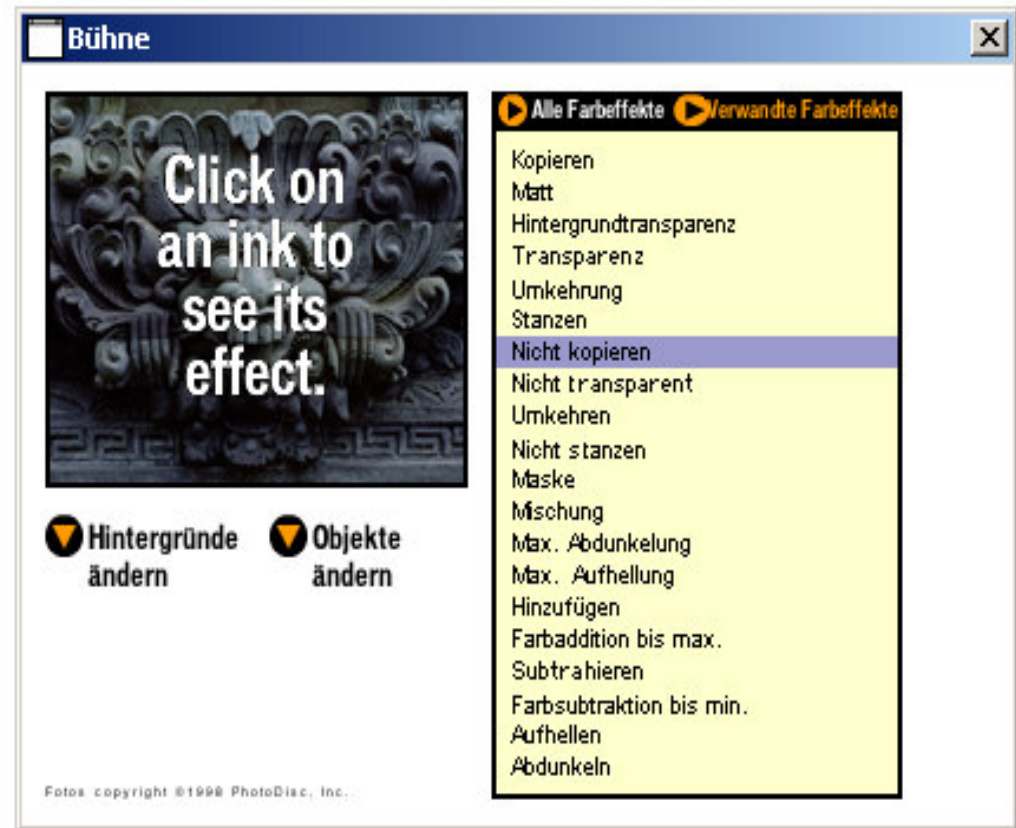 Bühne
Click on
an ink to
see its
effect.
Hintergründe
ändern
Objekte
ändern
Fotos copyright ©1998 PhotoDisc, Inc.
Alle Farbeffekte Verwandte Farbeffekte
Kopieren
Matt
Hintergrundtransparenz
Transparenz
Umkehrung
Stanzen
Nicht kopieren
Nicht transparent
Umkehren
Nicht stanzen
Maske
Mischung
Max. Abdunkelung
Max. Aufhellung
Hinzufügen
Farbaddition bis max.
Subtrahieren
Farbsubtraktion bis min.
Aufhellen
Abdunkeln